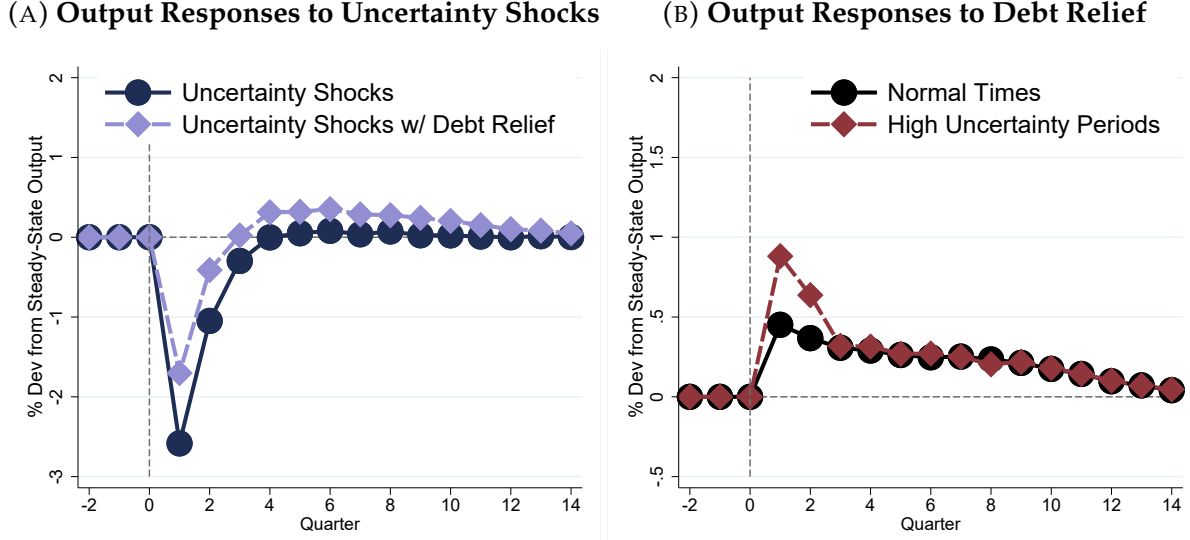 (A) Output Responses to Uncertainty Shocks
% Dev from Steady-State Output
2
1
0
-1
-2
-3
Uncertainty Shocks
Uncertainty Shocks w/ Debt Relief
-2 0 2 4 6 8 10 12 14
Quarter
(B) Output Responses to Debt Relief
% Dev from Steady-State Output
2
1.5
1
.5
0
-.5
Normal Times
High Uncertainty Periods
-2 0 2 4 6 8 10 12 14
Quarter